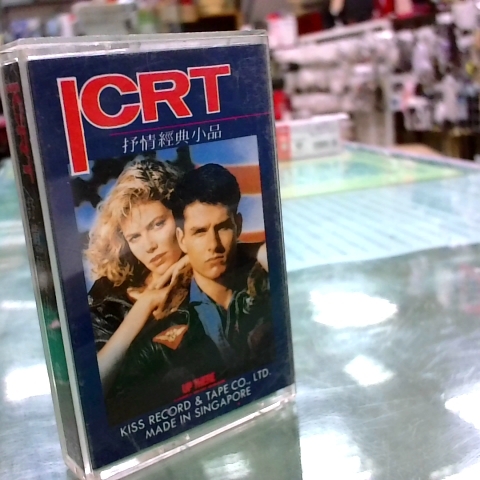 ICRT
抒情經典小品
KISS RECORD & TAPE CO., LTD.
MADE IN SINGAPORE